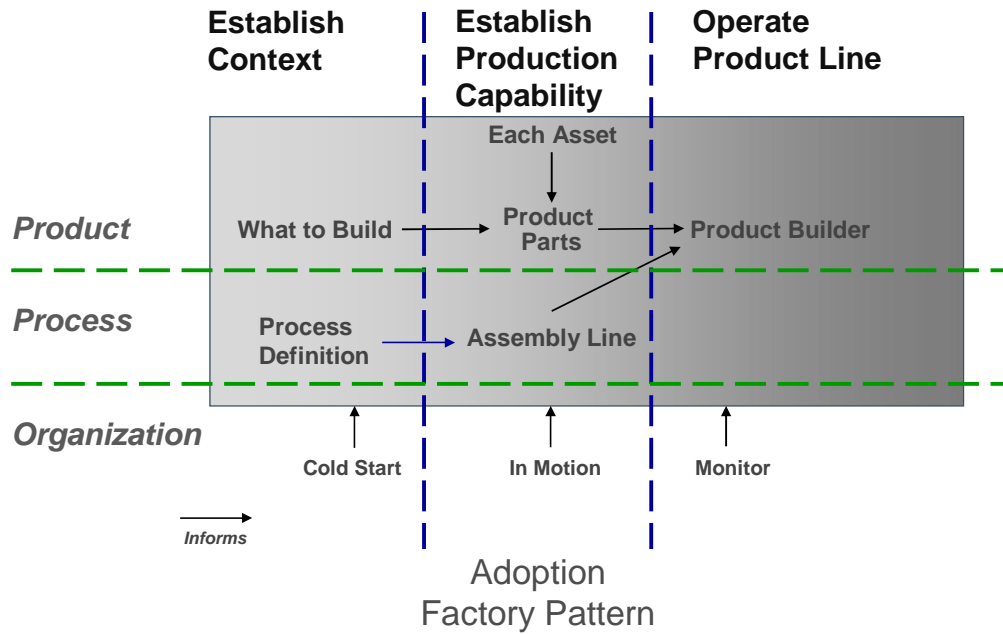 Establish
Context
Establish
Production
Capability
Operate
Product Line
Each Asset
Product
What to Build
Product
Parts
Product Builder
Process
Process
Definition
Assembly Line
Organization
Cold Start
In Motion
Monitor
Informs
Adoption
Factory Pattern